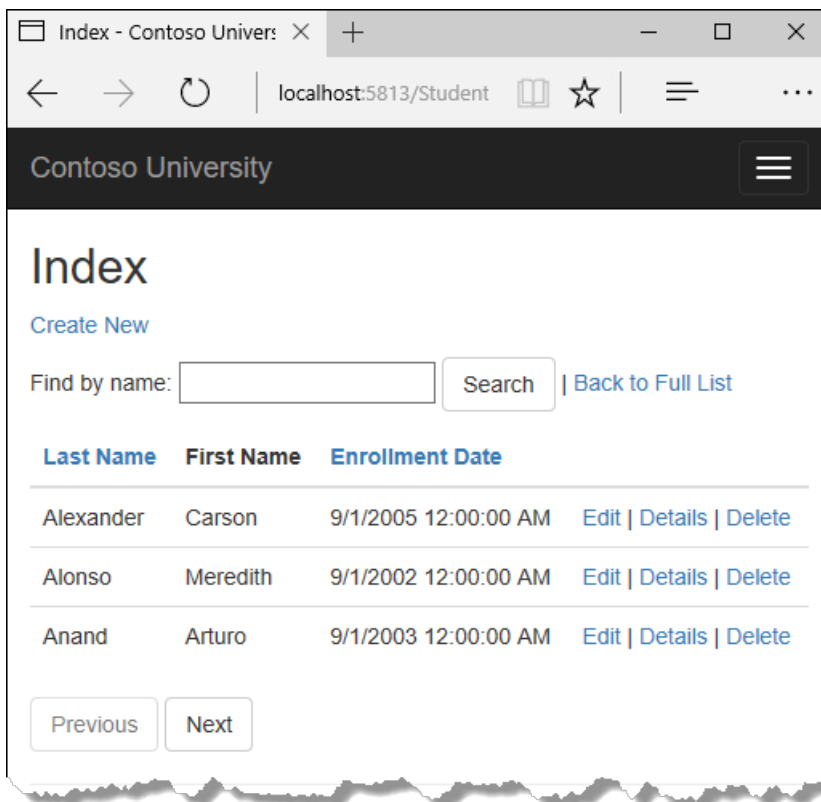 Index - Contoso Univers
localhost:5813/Student
Contoso University
Index
Create New
Find by name: Search | Back to Full List
Last Name First Name Enrollment Date
Alexander Carson 9/1/2005 12:00:00 AM Edit | Details | Delete
Alonso Meredith 9/1/2002 12:00:00 AM Edit | Details | Delete
Anand Arturo 9/1/2003 12:00:00 AM Edit | Details | Delete
Previous Next